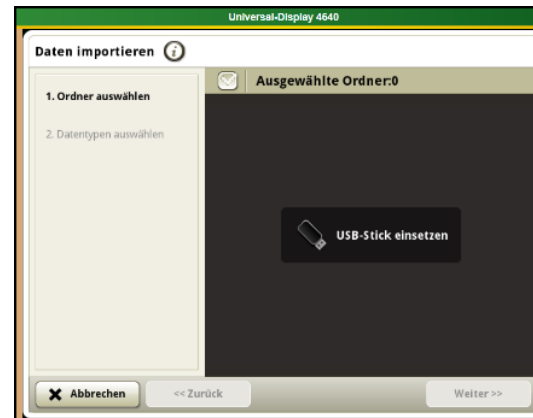 Universal-Display 4640
Daten importieren
1. Ordner auswählen
2. Datentypen auswählen
Ausgewählte Ordner:0
USB-Stick einsetzen
Abbrechen
<< Zurück
Weiter >>